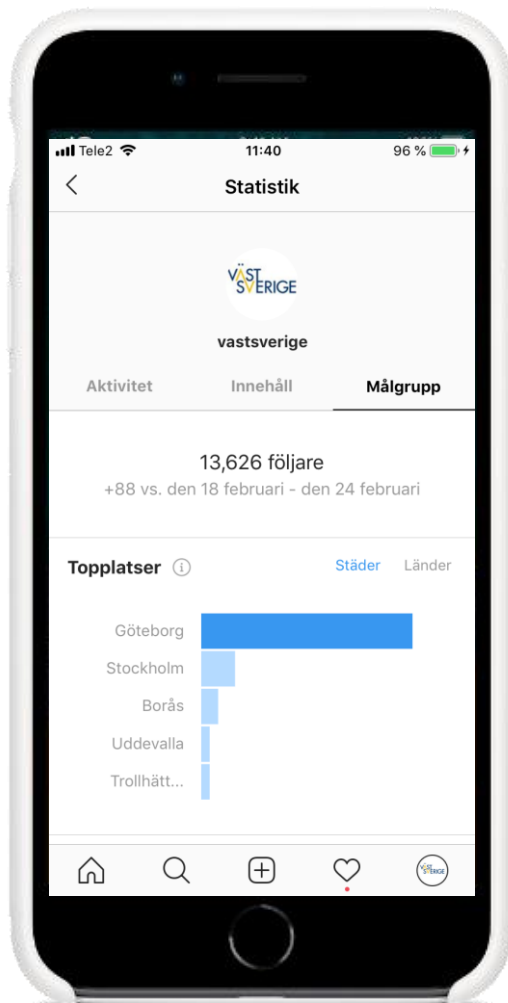 Tele2 11:40 96 %
Statistik
VÄST
SVERIGE
vastsverige
Aktivitet Innehåll Målgrupp
13,626 följare
+88 vs. den 18 februari - den 24 februari
Topplatser Städer Länder
Göteborg
Stockholm
Borås
Uddevalla
Trollhätt...
VÄST
SVERIGE